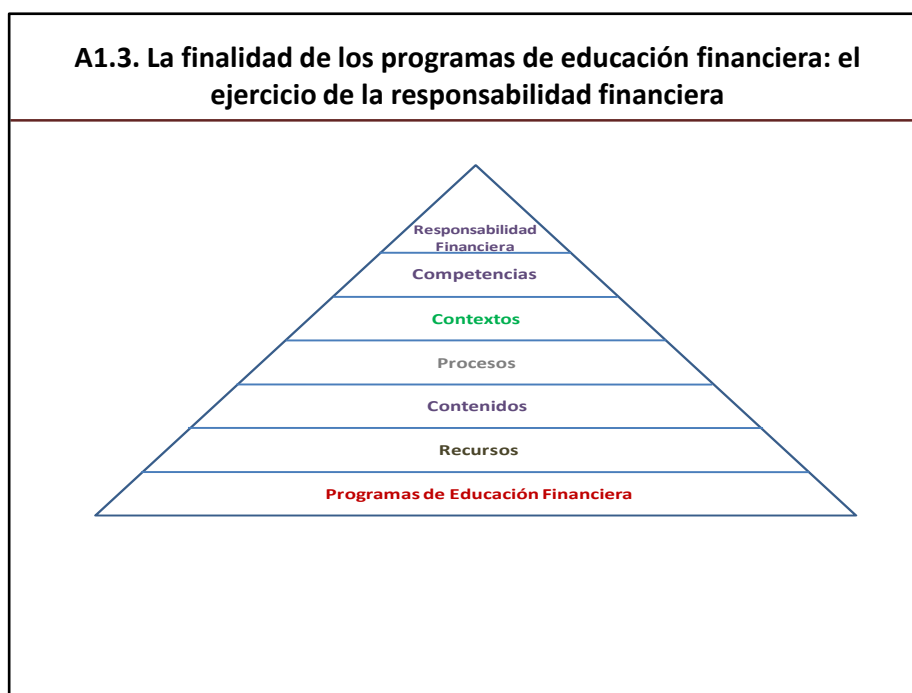 A1.3. La finalidad de los programas de educación financiera: el
ejercicio de la responsabilidad financiera
Responsabilidad
Financiera
Competencias
Contextos
Procesos
Contenidos
Recursos
Programas de Educación Financiera